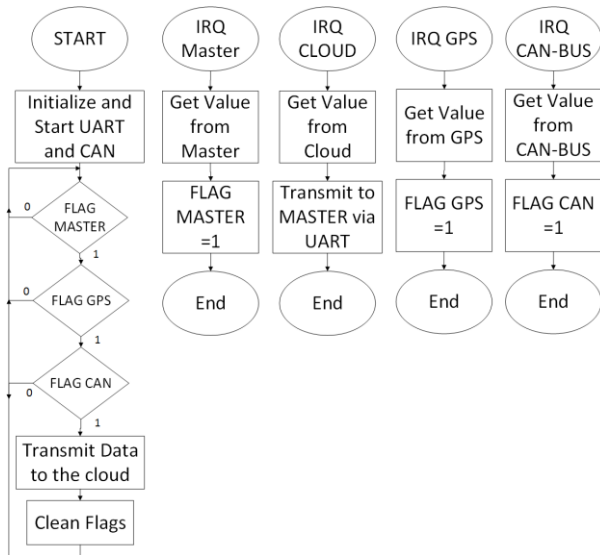 START
Initialize and
Start UART
and CAN
0
FLAG
MASTER
1
0
FLAG GPS
1
0
FLAG CAN
1
Transmit Data
to the cloud
Clean Flags
IRQ
Master
Get Value
from
Master
FLAG
MASTER
=1
End
IRQ
CLOUD
Get Value
from
Cloud
Transmit to
MASTER via
UART
End
IRQ GPS
Get Value
from GPS
FLAG GPS
=1
End
IRQ
CAN-BUS
Get Value
from
CAN-BUS
FLAG CAN
=1
End